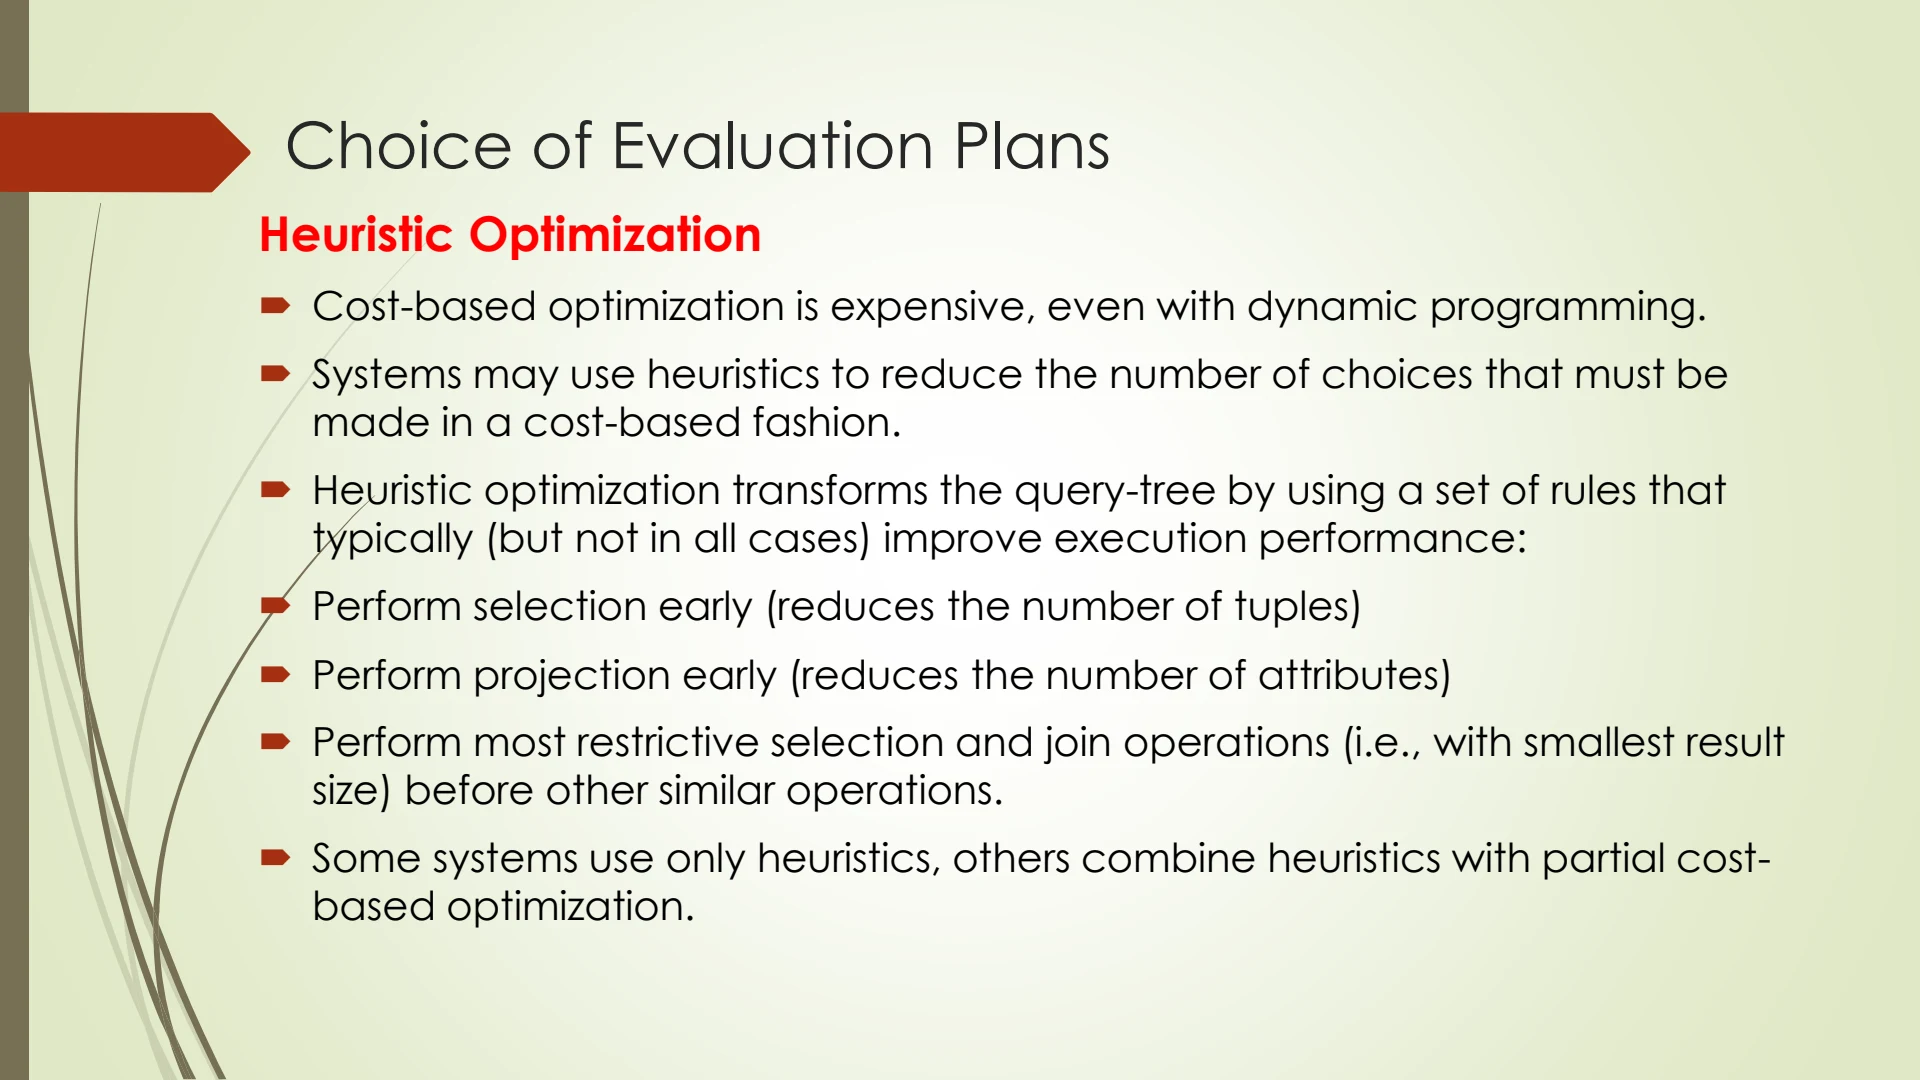 Choice of Evaluation Plans
Heuristic Optimization
Cost-based optimization is expensive, even with dynamic programming.
Systems may use heuristics to reduce the number of choices that must be
made in a cost-based fashion.
Heuristic optimization transforms the query-tree by using a set of rules that
typically (but not in all cases) improve execution performance:
Perform selection early (reduces the number of tuples)
Perform projection early (reduces the number of attributes)
Perform most restrictive selection and join operations (i.e., with smallest result
size) before other similar operations.
Some systems use only heuristics, others combine heuristics with partial cost-
based optimization.